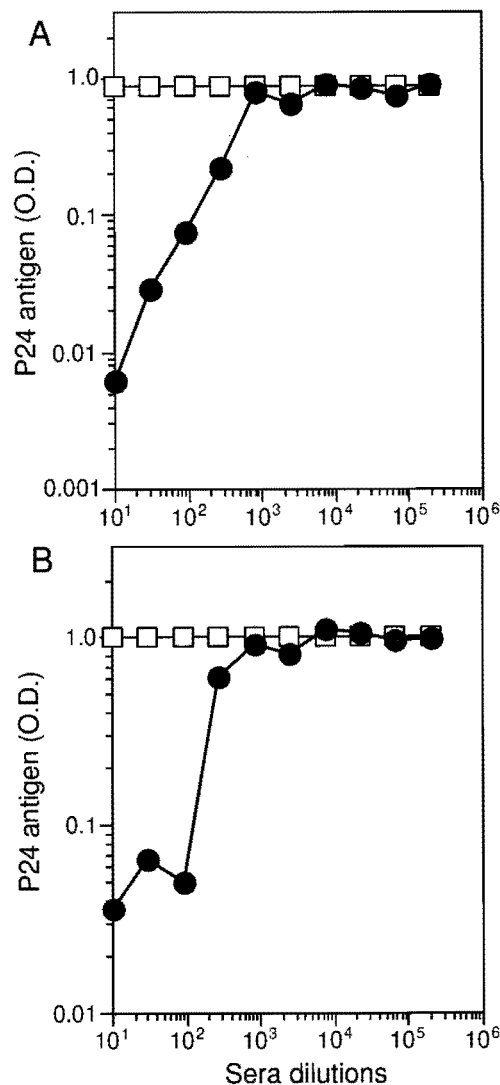 A
P24 antigen (O.D.)
1.0
0.1
0.01
0.001
10¹ 10² 10³ 10⁴ 10⁵ 10⁶
B
P24 antigen (O.D.)
1.0
0.1
0.01
10¹ 10² 10³ 10⁴ 10⁵ 10⁶
Sera dilutions